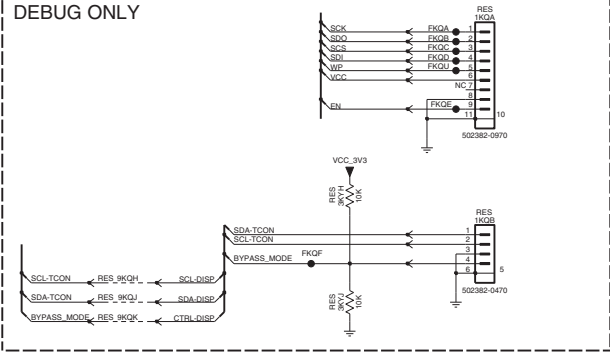 DEBUG ONLY
RES
1KQA
SCK FKQA 1
SDO FKQB 2
SCS FKQC 3
SDI FKQD 4
WP FKQU 5
VCC 6
NC 7
8
EN FKQE 9
11 10
502382-0970
VCC_3V3
RES
3KYH
10K
RES
1KQB
SDA-TCON 1
SCL-TCON 2
3
BYPASS_MODE FKQF 4
6 5
502382-0470
SCL-TCON RES_9KQH SCL-DISP
SDA-TCON RES_9KQJ SDA-DISP
BYPASS_MODE RES_9KQK CTRL-DISP
RES
3KYJ
10K